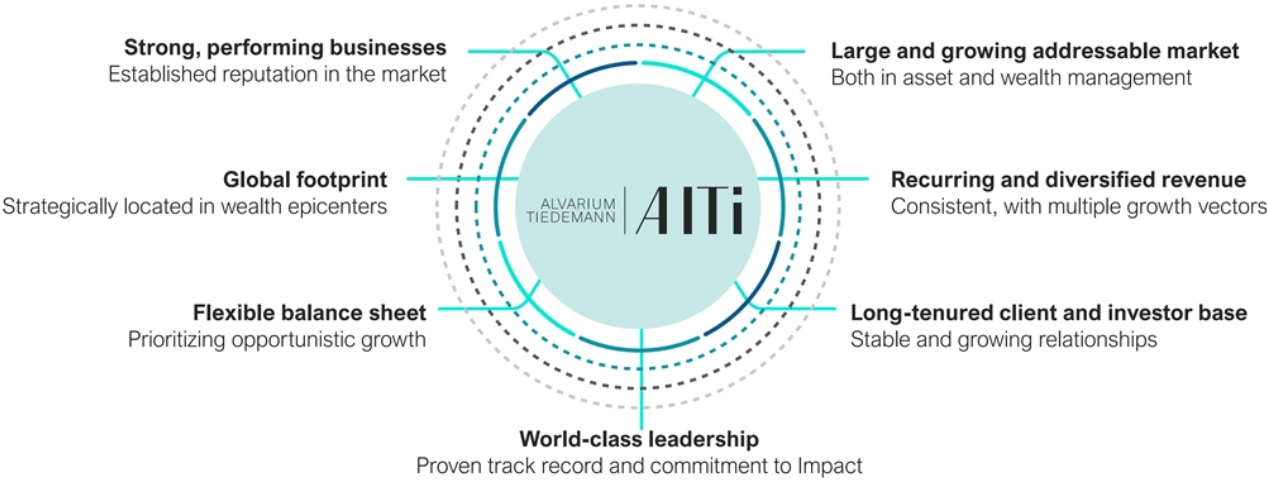 Strong, performing businesses
Established reputation in the market
Large and growing addressable market
Both in asset and wealth management
Global footprint
Strategically located in wealth epicenters
ALVARIUM
TIEDEMANN
AlTi
Recurring and diversified revenue
Consistent, with multiple growth vectors
Flexible balance sheet
Prioritizing opportunistic growth
Long-tenured client and investor base
Stable and growing relationships
World-class leadership
Proven track record and commitment to Impact